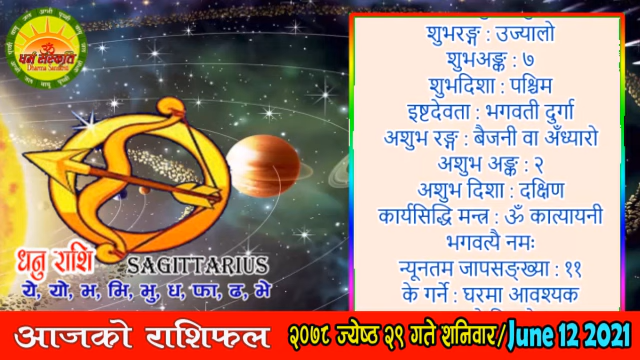 ॐ
धर्म संस्कार
Dharma Sanskar
धनु राशि
SAGITTARIUS
ये, यो, भ, भि, भु, ध, फा, ढ, भे
शुभरङ्ग : उज्यालो
शुभअङ्क : ७
शुभदिशा : पश्चिम
इष्टदेवता : भगवती दुर्गा
अशुभ रङ्ग : बैजनी वा अँध्यारो
अशुभ अङ्क : २
अशुभ दिशा : दक्षिण
कार्यसिद्धि मन्त्र : ॐ कात्यायनी
भगवत्यै नमः
न्यूनतम जापसङ्ख्या : ११
के गर्ने : घरमा आवश्यक
आजको राशिफल
२०७८ ज्येष्ठ २९ गते शनिवार/June 12 2021